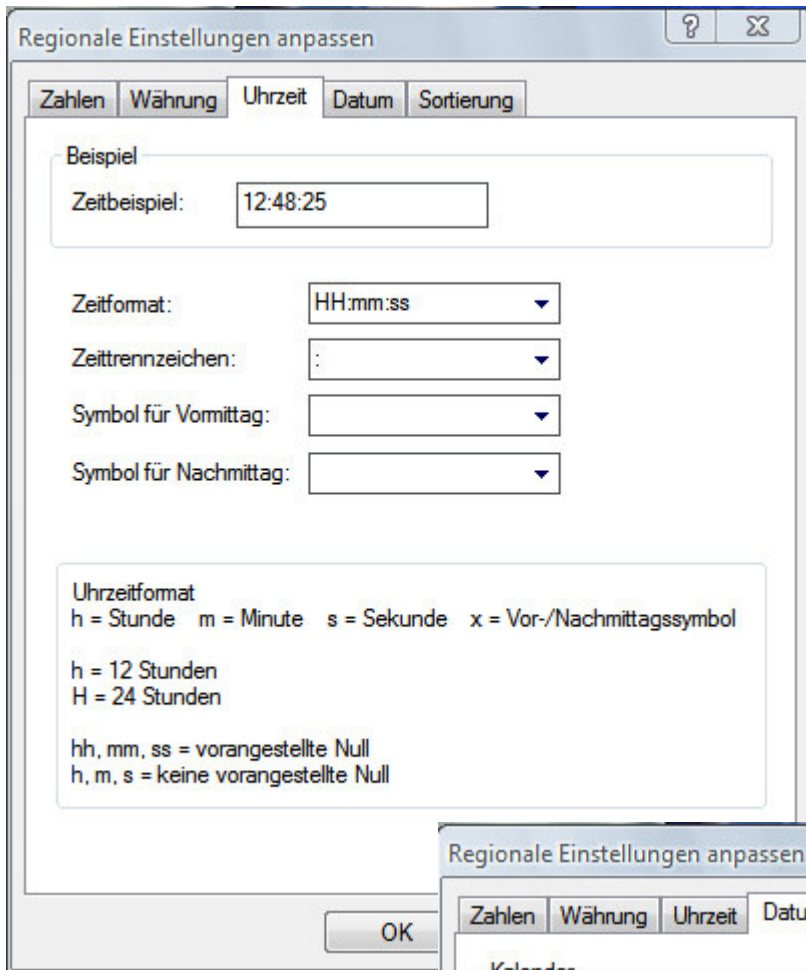 Regionale Einstellungen anpassen
Zahlen Währung Uhrzeit Datum Sortierung
Beispiel
Zeitbeispiel: 12:48:25
Zeitformat: HH:mm:ss
Zeittrennzeichen: :
Symbol für Vormittag:
Symbol für Nachmittag:
Uhrzeitformat
h = Stunde m = Minute s = Sekunde x = Vor-/Nachmittagssymbol
h = 12 Stunden
H = 24 Stunden
hh, mm, ss = vorangestellte Null
h, m, s = keine vorangestellte Null
OK
Regionale Einstellungen anpassen
Zahlen Währung Uhrzeit Datu
Kalender